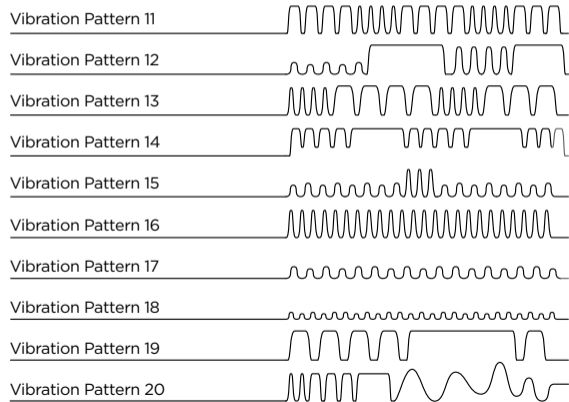 Vibration Pattern 11
Vibration Pattern 12
Vibration Pattern 13
Vibration Pattern 14
Vibration Pattern 15
Vibration Pattern 16
Vibration Pattern 17
Vibration Pattern 18
Vibration Pattern 19
Vibration Pattern 20